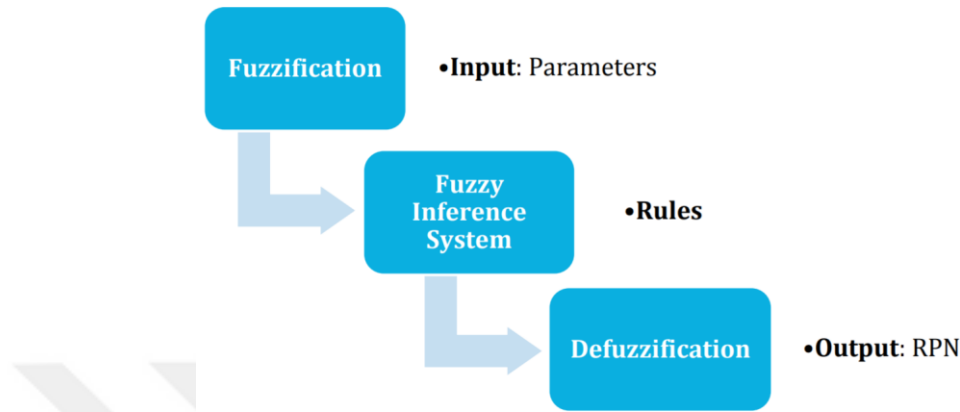 Fuzzification
•Input: Parameters
Fuzzy
Inference
System
•Rules
Defuzzification
•Output: RPN